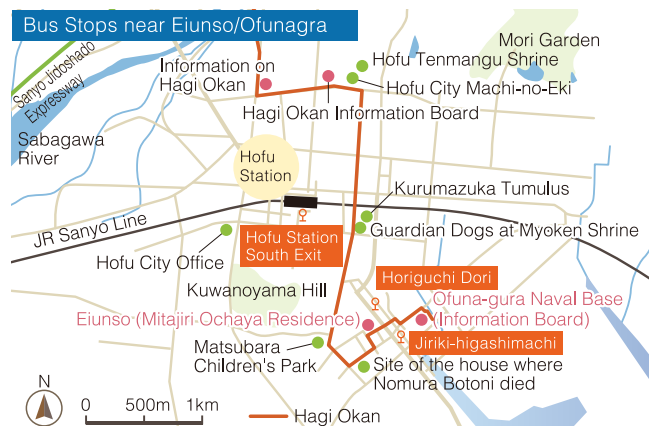 Bus Stops near Eiunso/Ofunagra
Mori Garden
Hofu Tenmangu Shrine
Information on
Hagi Okan
Hofu City Machi-no-Eki
Hagi Okan Information Board
Sanyo Jidoshado
Expressway
Sabagawa
River
Hofu
Station
Kurumazuka Tumulus
JR Sanyo Line
Guardian Dogs at Myoken Shrine
Hofu City Office
Hofu Station
South Exit
Horiguchi Dori
Kuwanoyama Hill
Ofuna-gura Naval Base
(Information Board)
Eiunso (Mitajiri Ochaya Residence)
Jiriki-higashimachi
Matsubara
Children's Park
Site of the house where
Nomura Botoni died
N
0 500m 1km
Hagi Okan